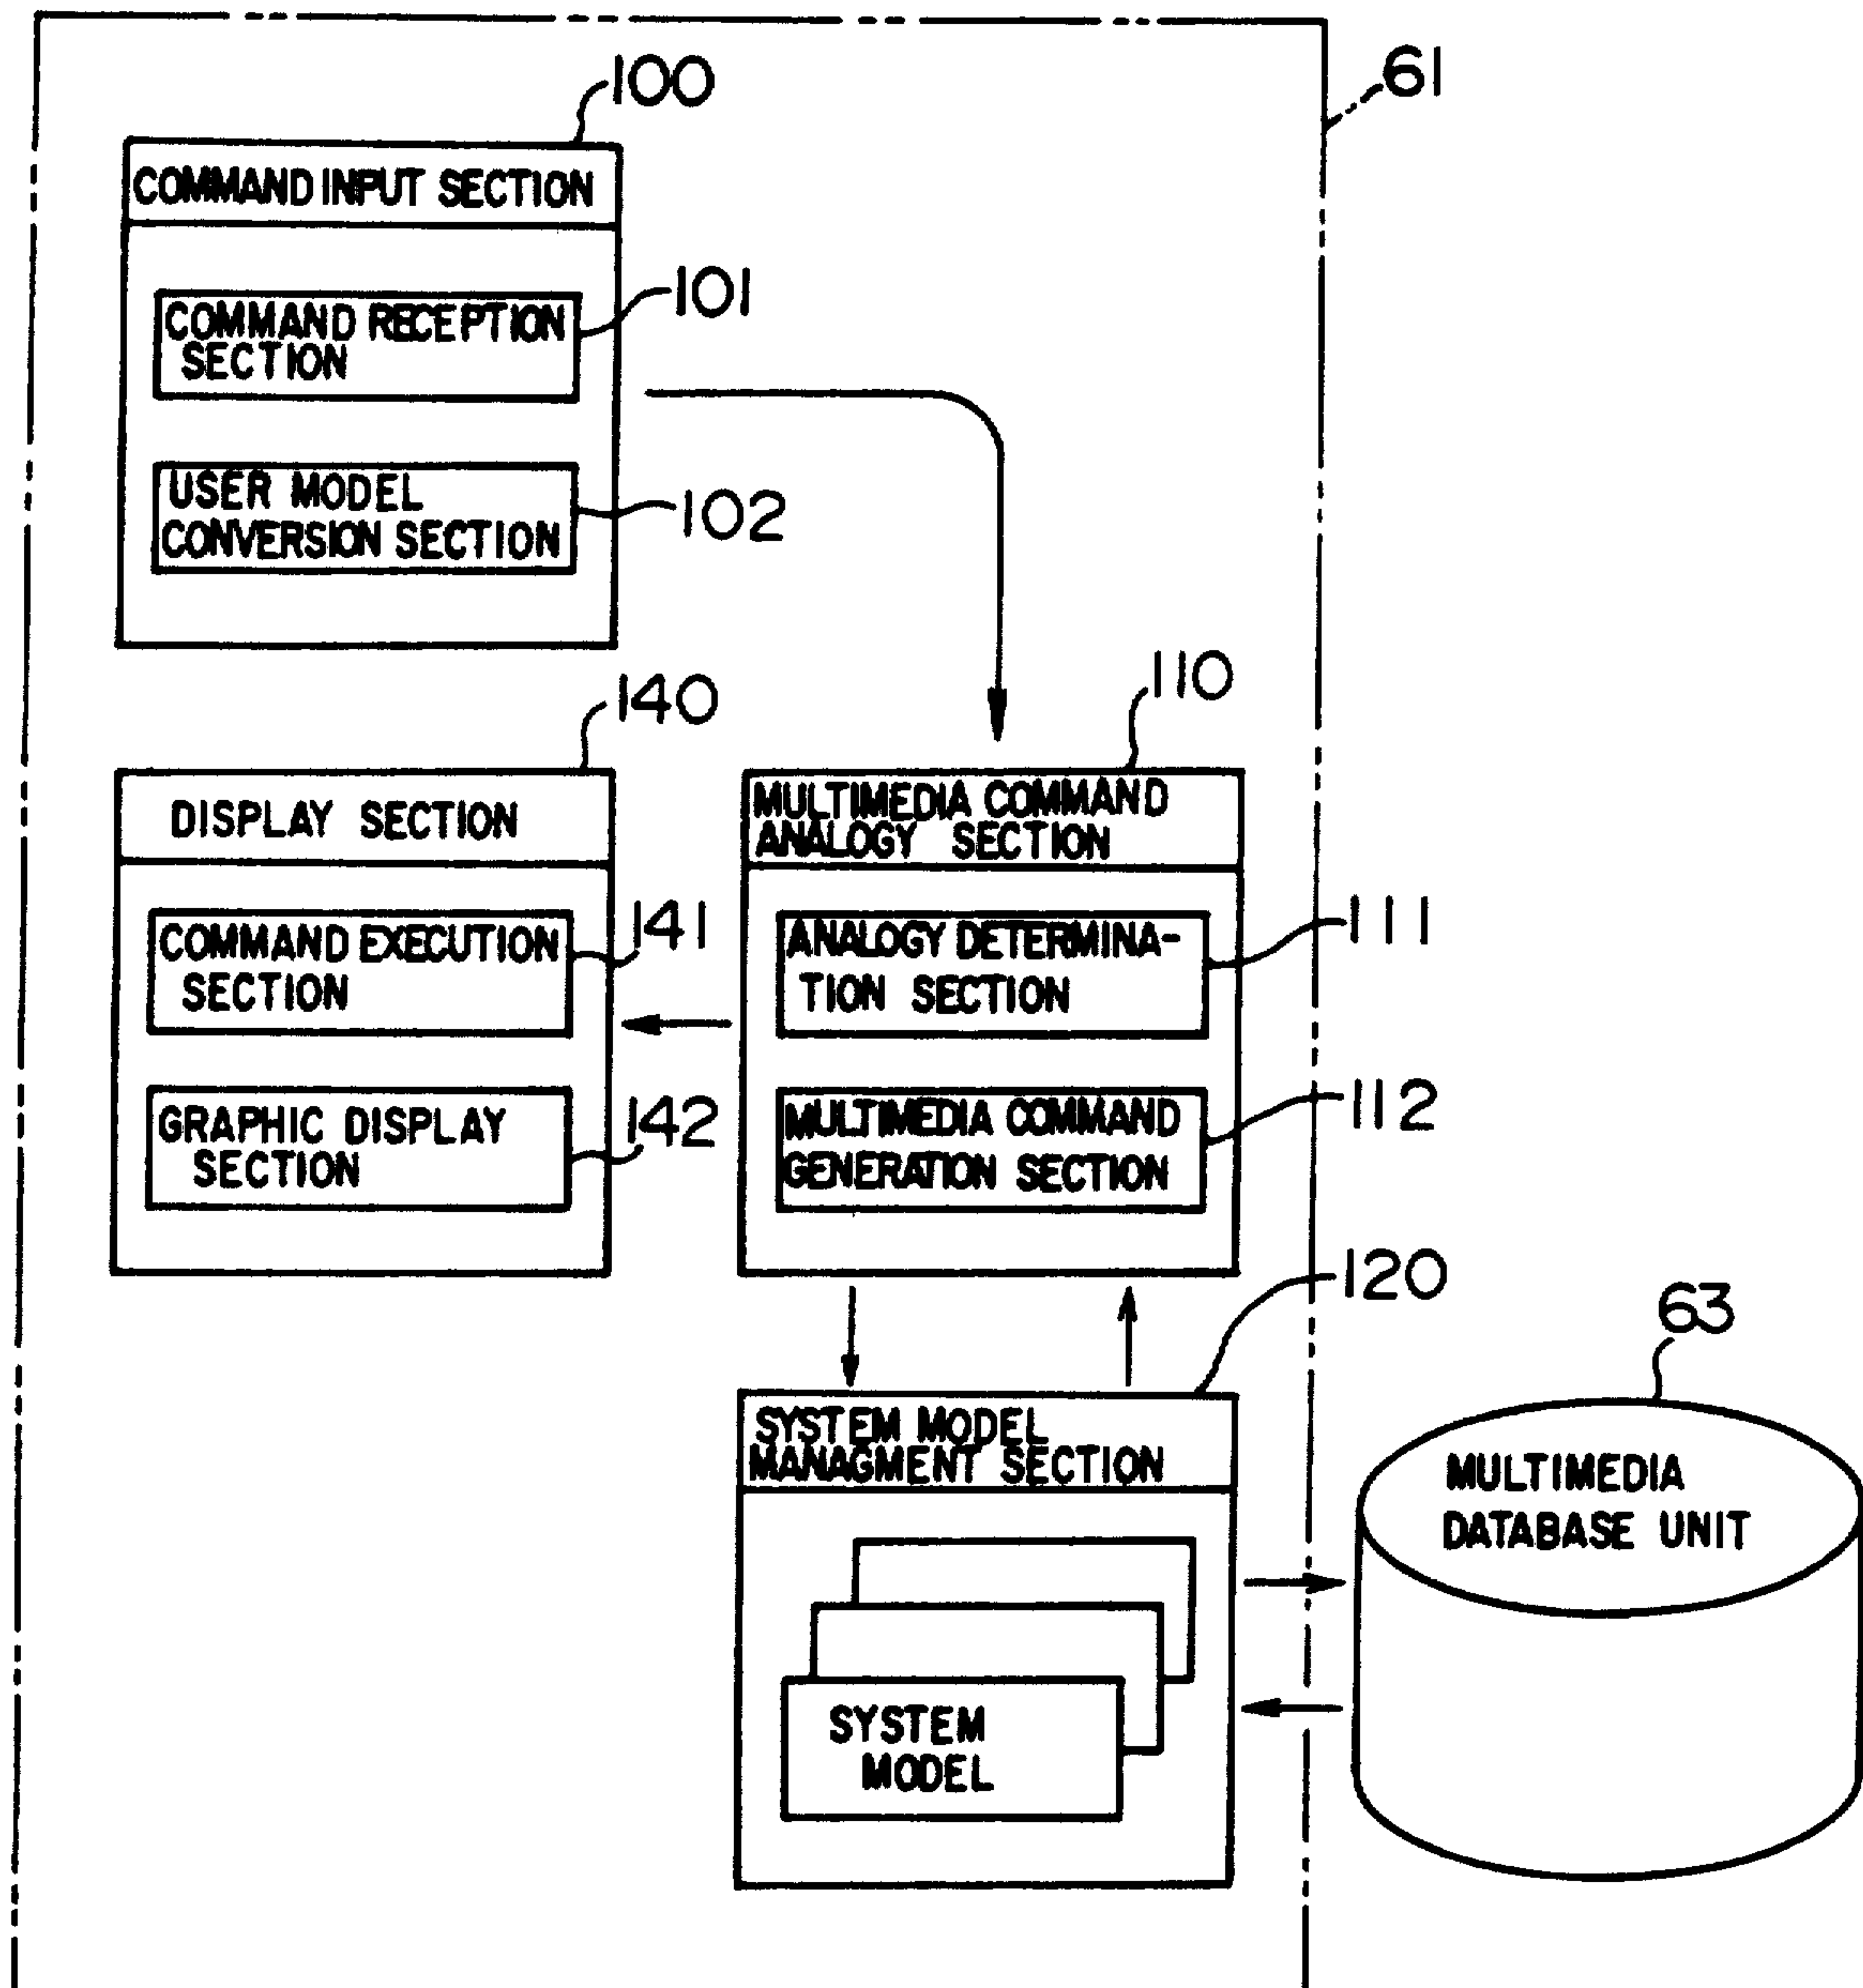 100
61
COMMAND INPUT SECTION
101
COMMAND RECEPTION
SECTION
USER MODEL
CONVERSION SECTION
102
140
110
DISPLAY SECTION
MULTIMEDIA COMMAND
ANALOGY SECTION
COMMAND EXECUTION
SECTION
141
ANALOGY DETERMINA-
TION SECTION
111
GRAPHIC DISPLAY
SECTION
142
MULTIMEDIA COMMAND
GENERATION SECTION
112
120
63
SYSTEM MODEL
MANAGMENT SECTION
MULTIMEDIA
DATABASE UNIT
SYSTEM
MODEL